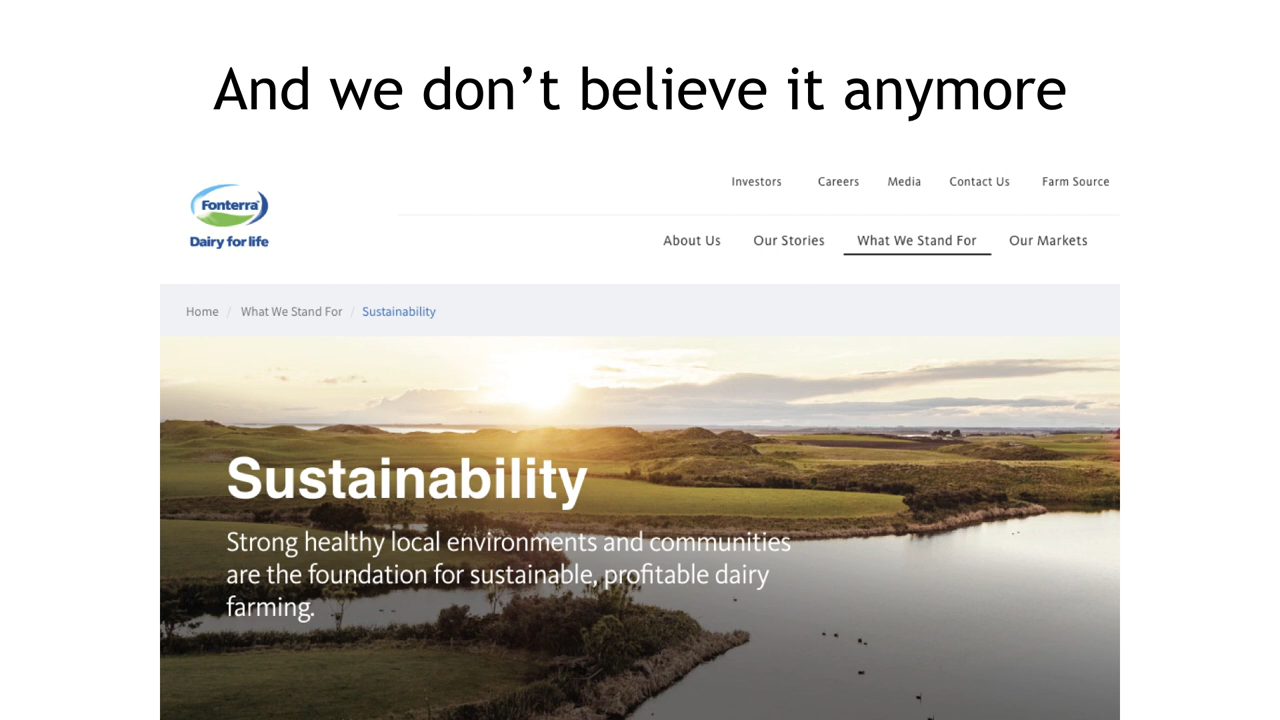 And we don’t believe it anymore
Investors Careers Media Contact Us Farm Source
Fonterra
Dairy for life
About Us Our Stories What We Stand For Our Markets
Home / What We Stand For / Sustainability
Sustainability
Strong healthy local environments and communities
are the foundation for sustainable, profitable dairy
farming.